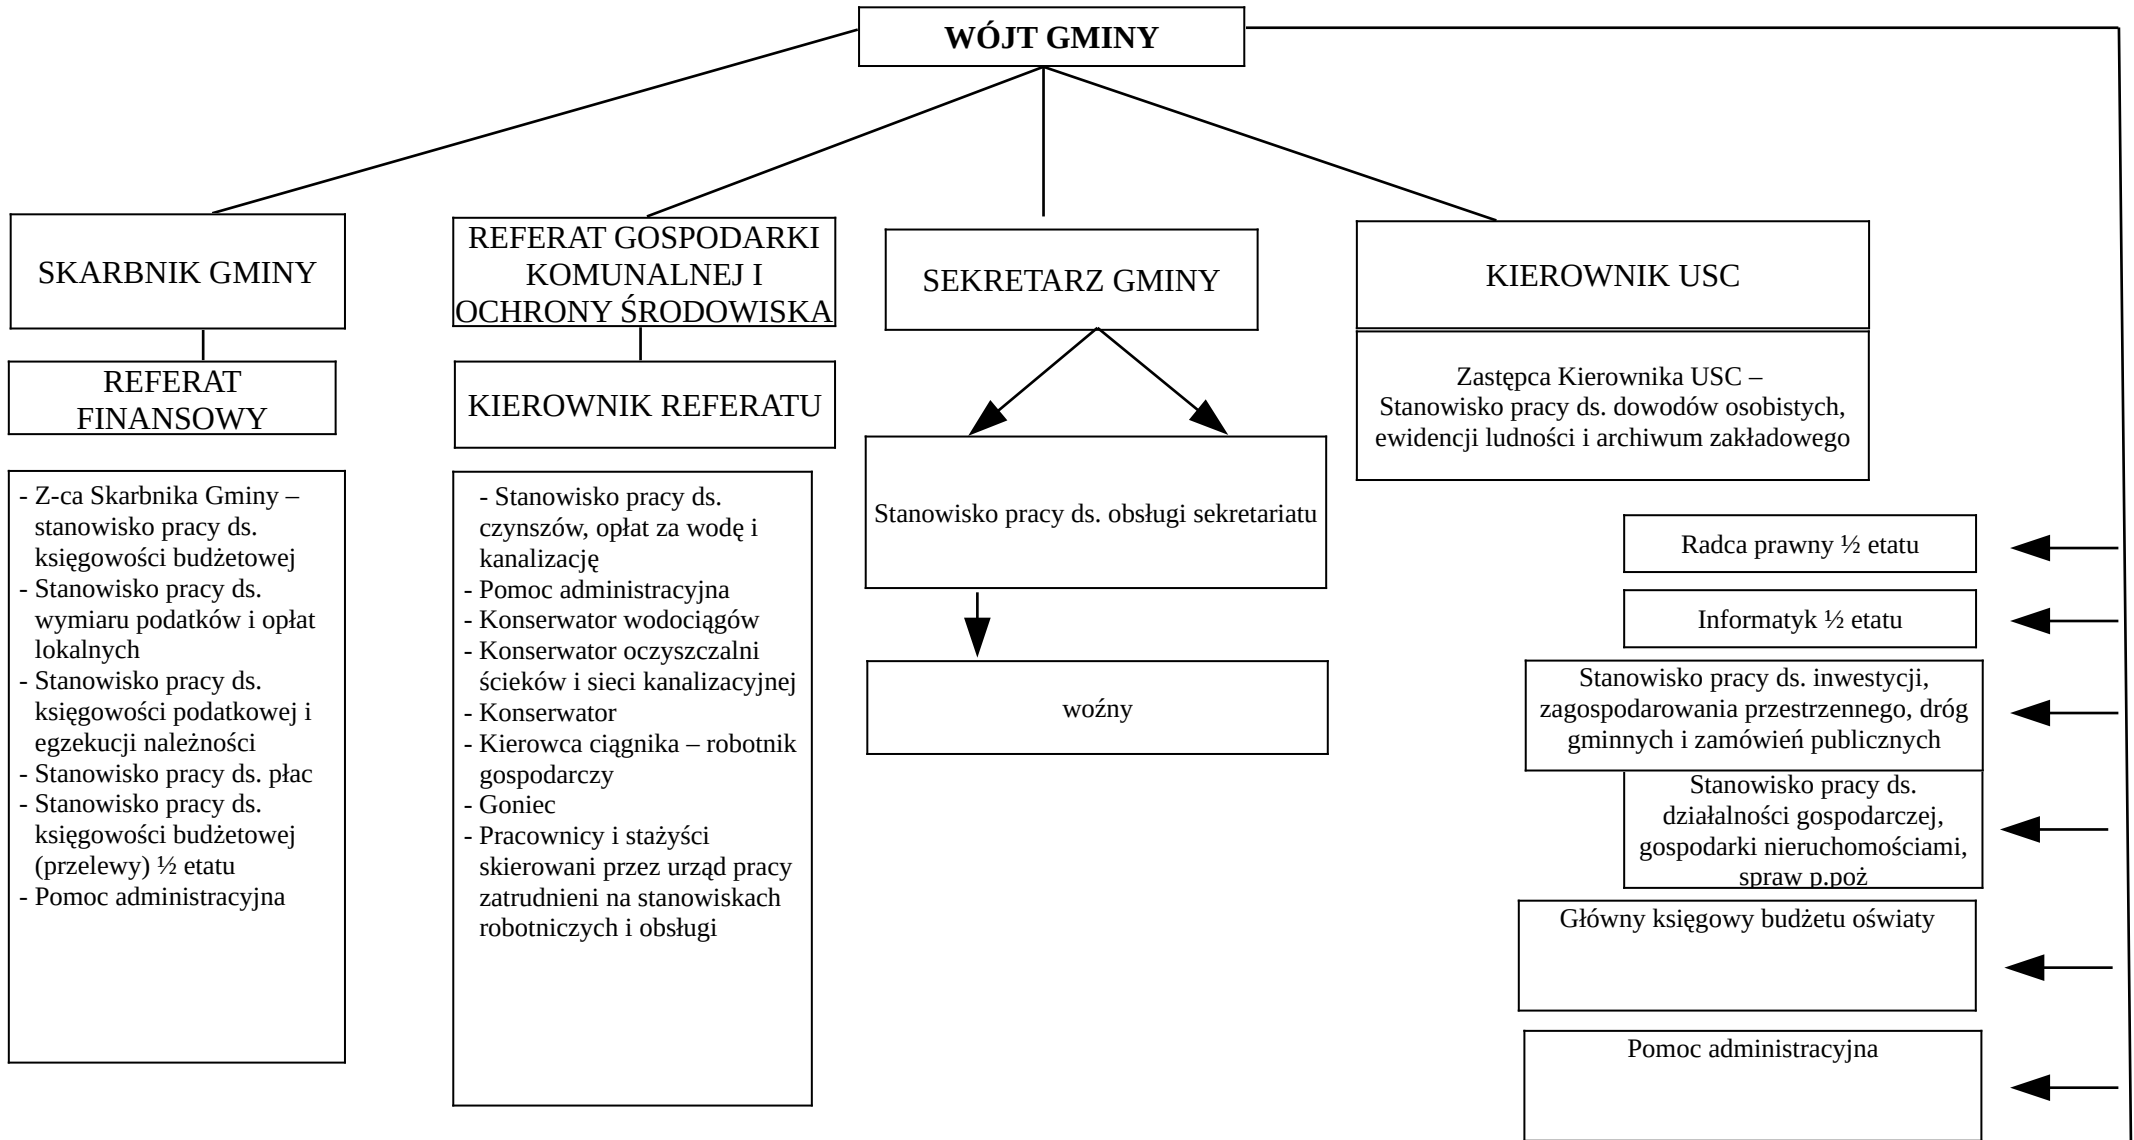 WÓJT GMINY
SKARBNIK GMINY
REFERAT
FINANSOWY
- Z-ca Skarbnika Gminy –
stanowisko pracy ds.
księgowości budżetowej
- Stanowisko pracy ds.
wymiaru podatków i opłat
lokalnych
- Stanowisko pracy ds.
księgowości podatkowej i
egzekucji należności
- Stanowisko pracy ds. płac
- Stanowisko pracy ds.
księgowości budżetowej
(przelewy) ½ etatu
- Pomoc administracyjna
REFERAT GOSPODARKI
KOMUNALNEJ I
OCHRONY ŚRODOWISKA
KIEROWNIK REFERATU
- Stanowisko pracy ds.
czynszów, opłat za wodę i
kanalizację
- Pomoc administracyjna
- Konserwator wodociągów
- Konserwator oczyszczalni
ścieków i sieci kanalizacyjnej
- Konserwator
- Kierowca ciągnika – robotnik
gospodarczy
- Goniec
- Pracownicy i stażyści
skierowani przez urząd pracy
zatrudnieni na stanowiskach
robotniczych i obsługi
SEKRETARZ GMINY
Stanowisko pracy ds. obsługi sekretariatu
woźny
KIEROWNIK USC
Zastępca Kierownika USC –
Stanowisko pracy ds. dowodów osobistych,
ewidencji ludności i archiwum zakładowego
Radca prawny ½ etatu
Informatyk ½ etatu
Stanowisko pracy ds. inwestycji,
zagospodarowania przestrzennego, dróg
gminnych i zamówień publicznych
Stanowisko pracy ds.
działalności gospodarczej,
gospodarki nieruchomościami,
spraw p.poż
Główny księgowy budżetu oświaty
Pomoc administracyjna